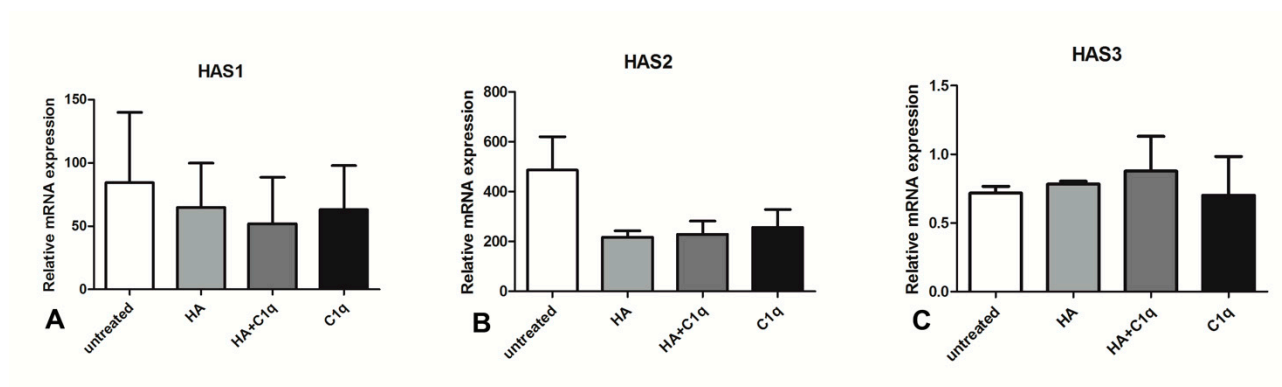 HAS1
Relative mRNA expression
150
100
50
0
untreated
HA
HA+C1q
C1q
A
HAS2
Relative mRNA expression
800
600
400
200
0
untreated
HA
HA+C1q
C1q
B
HAS3
Relative mRNA expression
1.5
1.0
0.5
0.0
untreated
HA
HA+C1q
C1q
C